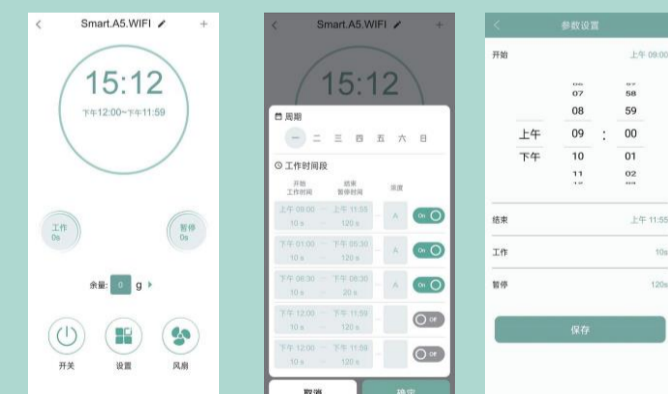 Smart.A5.WIFI
15:12
下午12:00~下午11:59
工作
0s
暂停
0s
余量: 0 g
开关
设置
风扇
Smart.A5.WIFI
15:12
周期
一 二 三 四 五 六 日
工作时间段
开始 结束 浓度
工作时间 暂停时间
上午 09:00 - 上午 11:59 A On
10 s - 120 s
下午 01:00 - 下午 05:30 A On
10 s - 120 s
下午 06:30 - 下午 09:30 A On
10 s - 20 s
下午 12:00 - 下午 11:59 Off
10 s - 120 s
下午 12:00 - 下午 11:59 Off
10 s - 120 s
取消 确定
参数设置
开始 上午 09:00
07 58
08 59
上午 09 : 00
下午 10 01
11 02
结束 上午 11:55
工作 10s
暂停 120s
保存